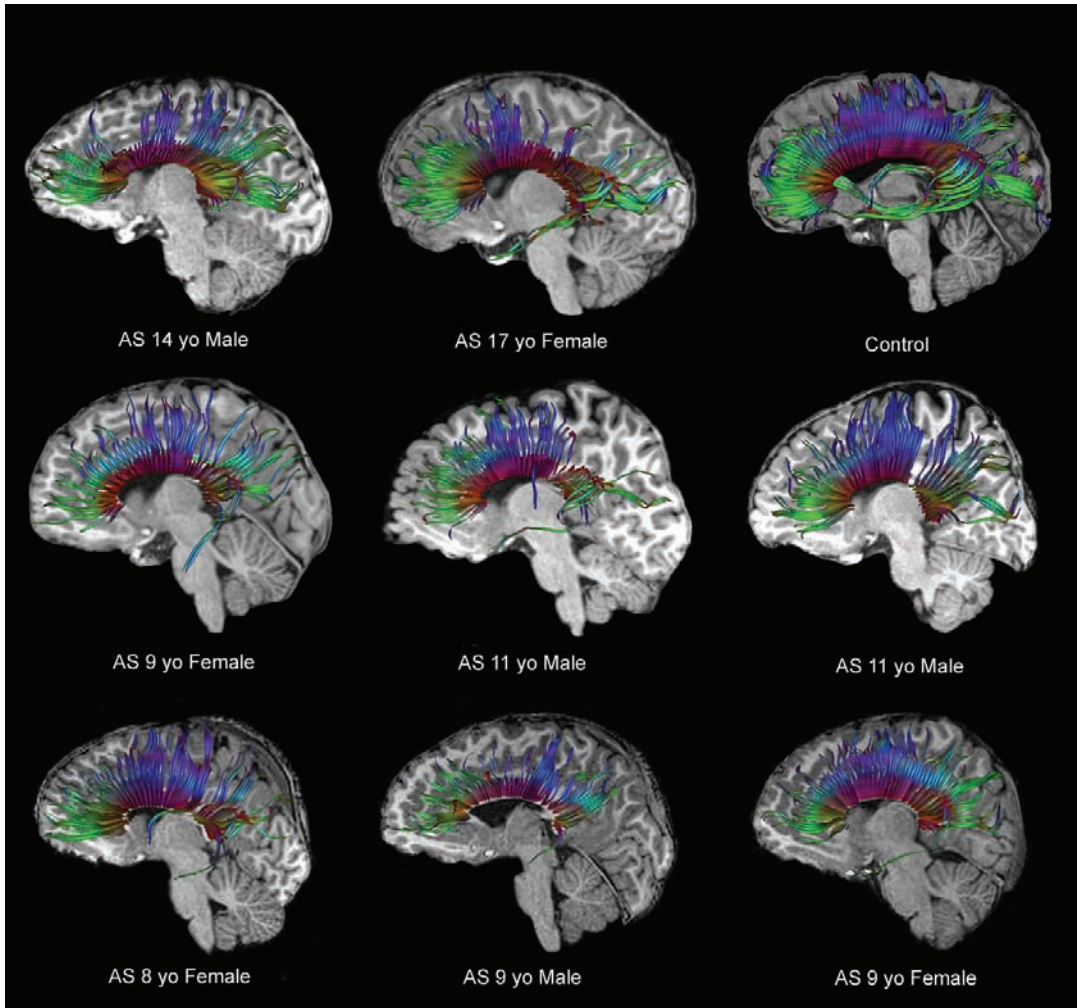 AS 14 yo Male
AS 17 yo Female
Control
AS 9 yo Female
AS 11 yo Male
AS 11 yo Male
AS 8 yo Female
AS 9 yo Male
AS 9 yo Female